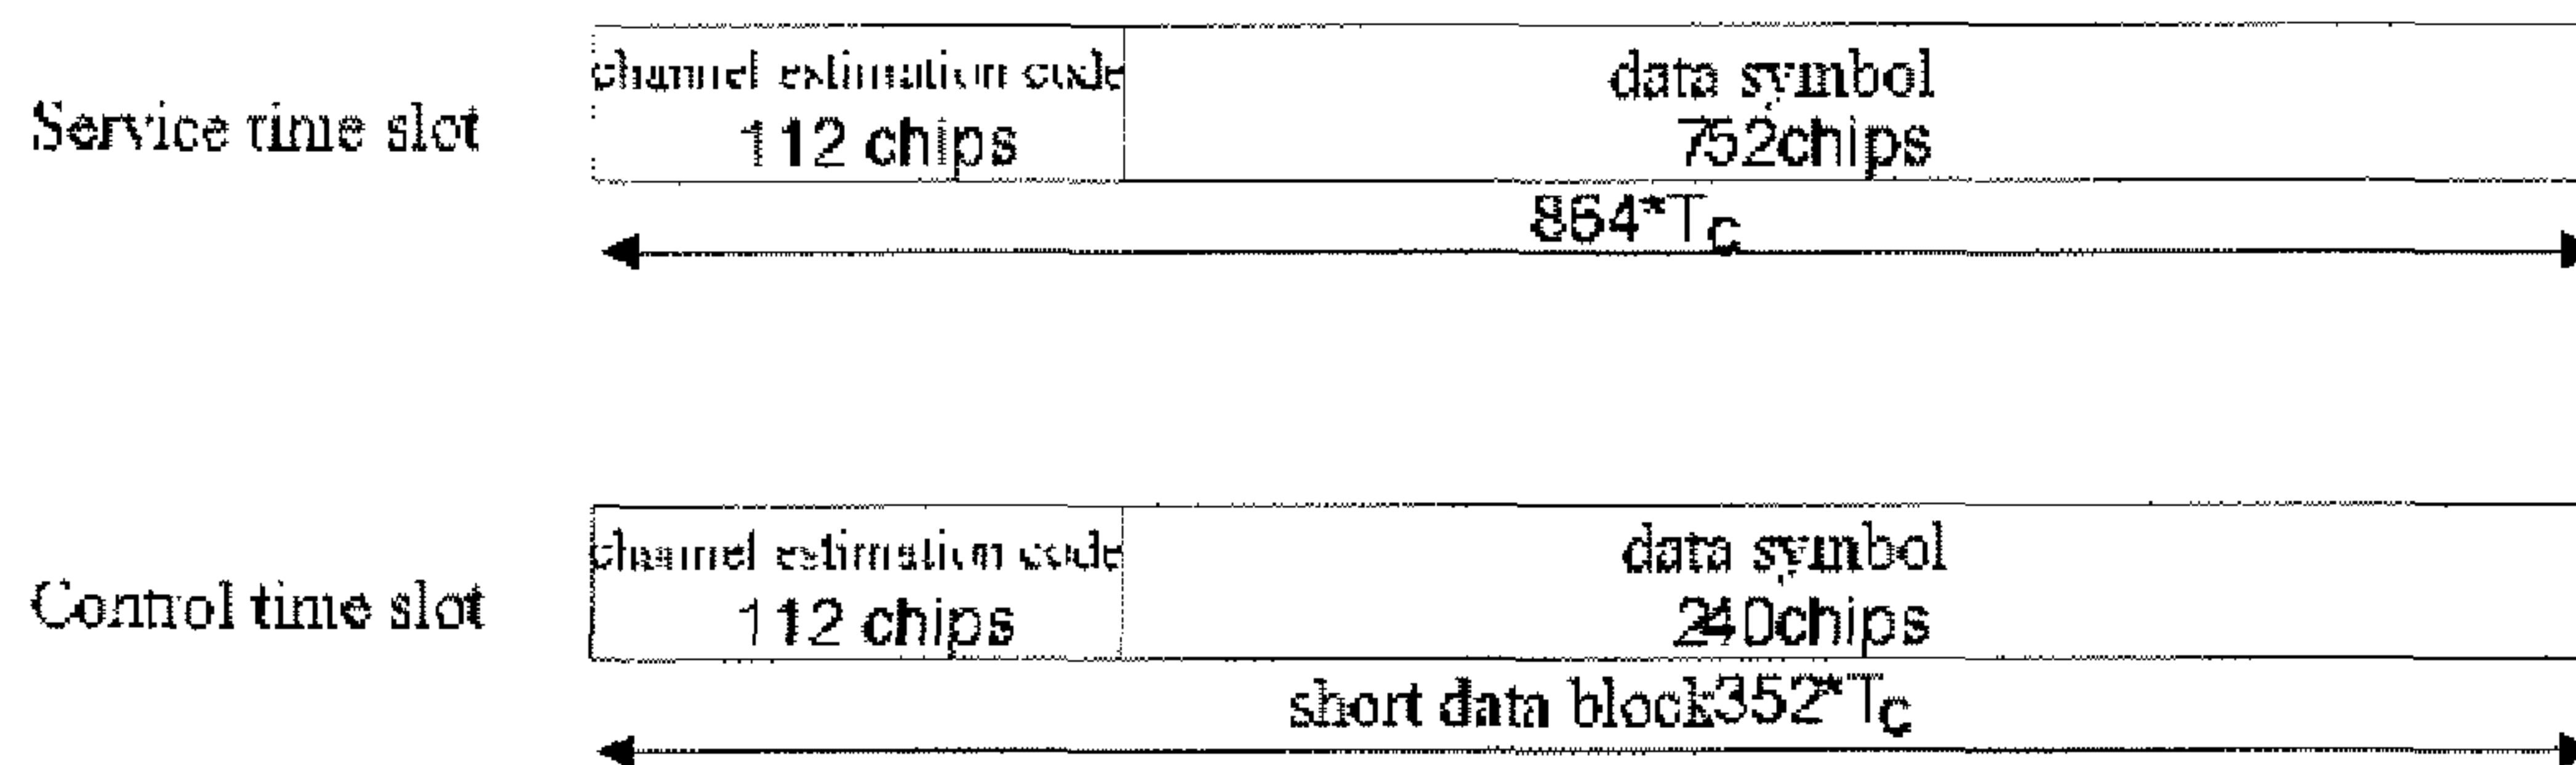 Service time slot
channel estimation code
112 chips
data symbol
752chips
864*Tc
Control time slot
channel estimation code
112 chips
data symbol
240chips
short data block352*Tc